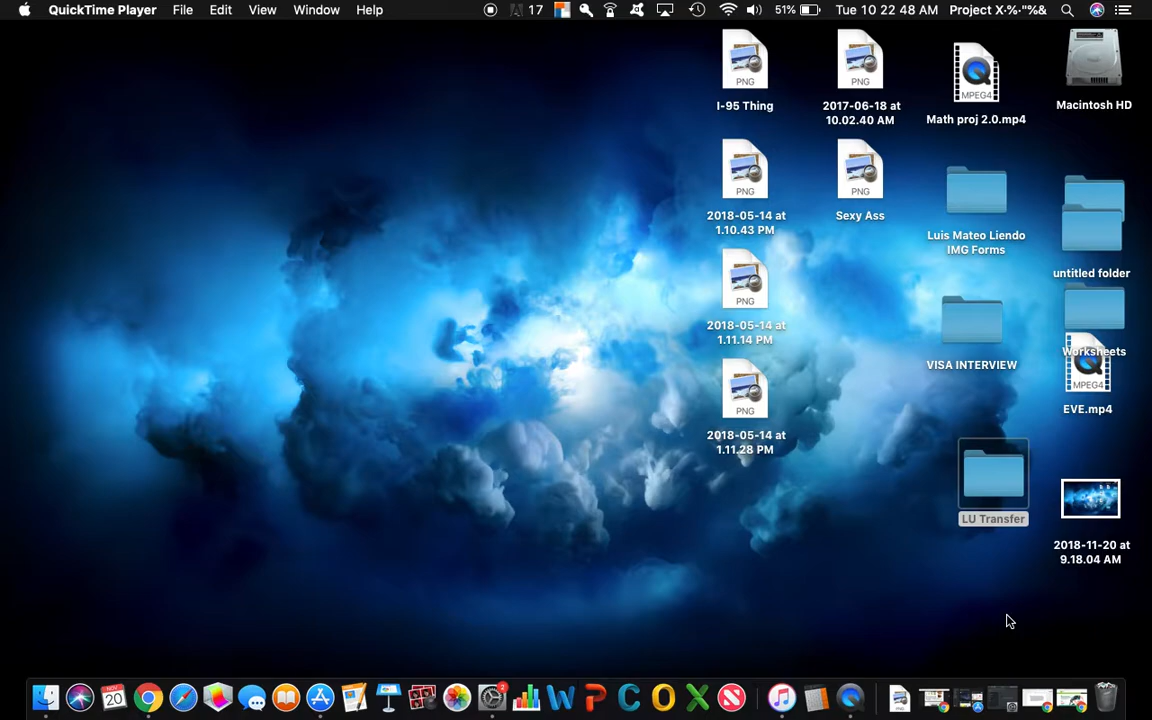 QuickTime Player File Edit View Window Help 17 51% Tue 10 22 48 AM Project X·%·"%&
PNG
I-95 Thing
PNG
2017-06-18 at
10.02.40 AM
MPEG4
Math proj 2.0.mp4
Macintosh HD
PNG
2018-05-14 at
1.10.43 PM
PNG
Sexy Ass
Luis Mateo Liendo
IMG Forms
untitled folder
PNG
2018-05-14 at
1.11.14 PM
VISA INTERVIEW
Worksheets
MPEG4
EVE.mp4
PNG
2018-05-14 at
1.11.28 PM
LU Transfer
2018-11-20 at
9.18.04 AM
NOV
20
2